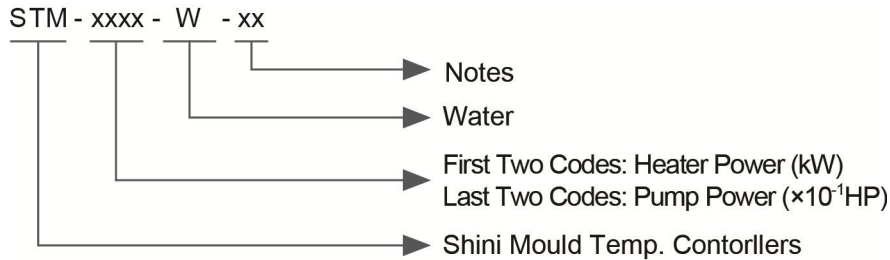 STM - xxxx - W - xx
Notes
Water
First Two Codes: Heater Power (kW)
Last Two Codes: Pump Power (×10⁻¹HP)
Shini Mould Temp. Contorllers